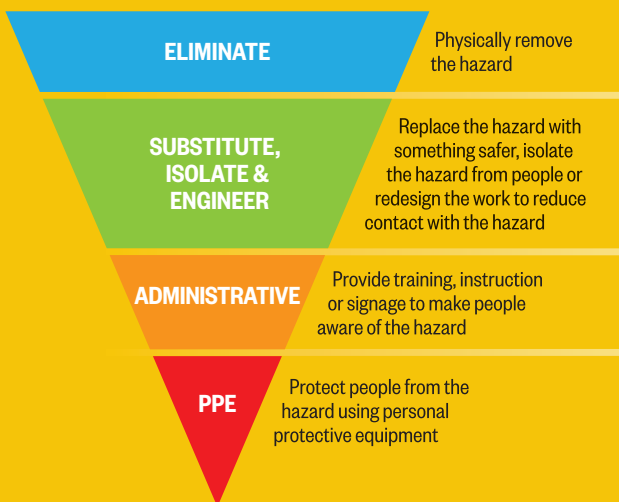 ELIMINATE
Physically remove
the hazard
SUBSTITUTE,
ISOLATE &
ENGINEER
Replace the hazard with
something safer, isolate
the hazard from people or
redesign the work to reduce
contact with the hazard
ADMINISTRATIVE
Provide training, instruction
or signage to make people
aware of the hazard
PPE
Protect people from the
hazard using personal
protective equipment